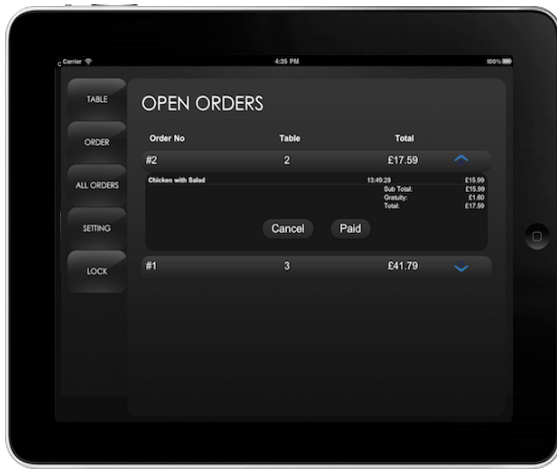 Carrier 4:35 PM 100%
TABLE
ORDER
ALL ORDERS
SETTING
LOCK
OPEN ORDERS
Order No Table Total
#2 2 £17.59
Chicken with Salad 13:49:28 £15.99
Sub Total: £15.99
Gratuity: £1.60
Total: £17.59
Cancel Paid
#1 3 £41.79